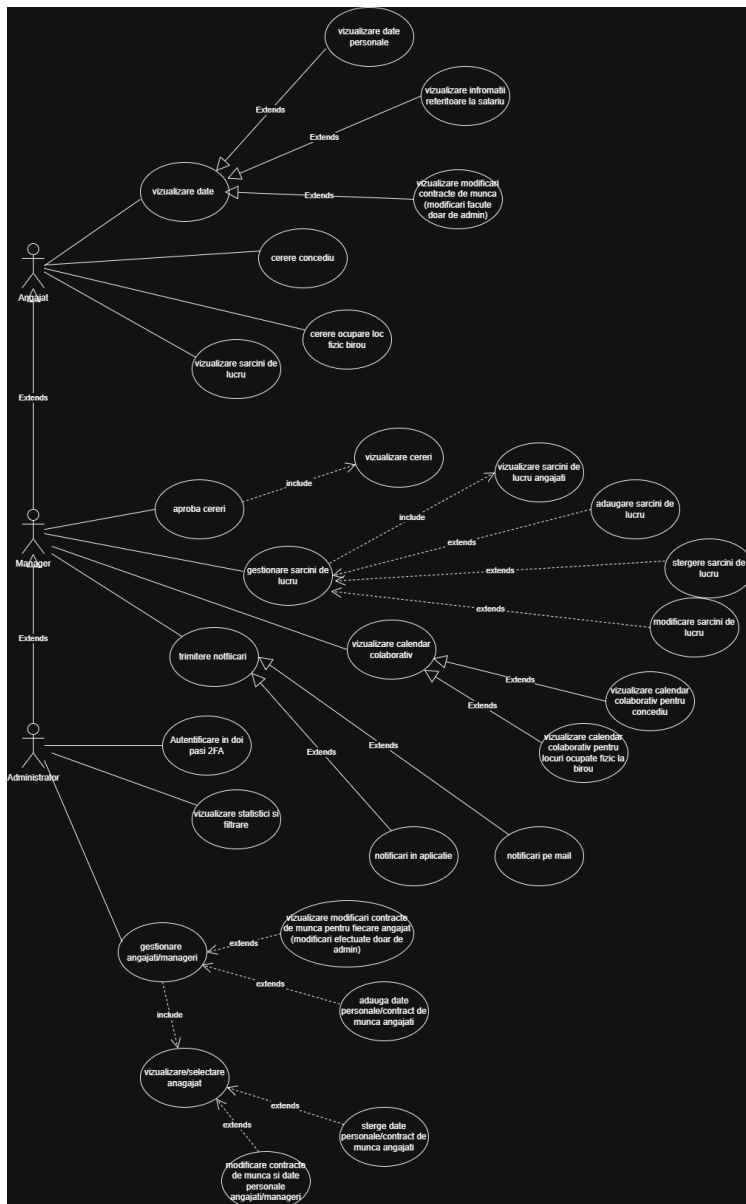 vizualizare date
personale
Extends
vizualizare infromatii
referitoare la salariu
Extends
vizualizare date
Extends
vizualizare modificari
contracte de munca
(modificari facute
doar de admin)
cerere concediu
Angajat
cerere ocupare loc
fizic birou
vizualizare sarcini de
lucru
Extends
vizualizare cereri
include
aproba cereri
vizualizare sarcini de
lucru angajati
include
adaugare sarcini de
lucru
extends
Manager
gestionare sarcini de
lucru
extends
stergere sarcini de
lucru
extends
modificare sarcini de
lucru
Extends
trimitere notfiicari
vizualizare calendar
colaborativ
Extends
vizualizare calendar
colaborativ pentru
concediu
Extends
vizualizare calendar
colaborativ pentru
locuri ocupate fizic la
birou
Autentificare in doi
pasi 2FA
Extends
Extends
Administrator
vizualizare statistici si
filtrare
notificari in aplicatie
notificari pe mail
vizualizare modificari contracte
de munca pentru fiecare angajat
(modificari efectuate doar de
admin)
gestionare
angajati/manageri
extends
extends
adauga date
personale/contract de
munca angajati
include
vizualizare/selectare
anagajat
extends
extends
sterge date
personale/contract de
munca angajati
modificare contracte
de munca si date
personale
angajati/manageri